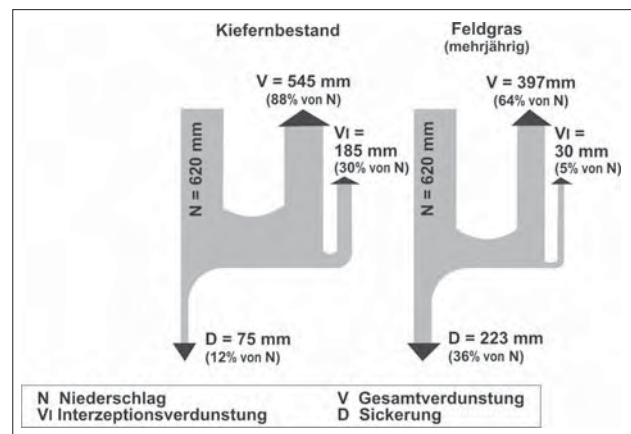 Kiefernbestand
V = 545 mm
(88% von N)
VI =
185 mm
(30% von N)
N = 620 mm
D = 75 mm
(12% von N)
Feldgras
(mehrjährig)
V = 397mm
(64% von N)
VI =
30 mm
(5% von N)
N = 620 mm
D = 223 mm
(36% von N)
N Niederschlag
V Gesamtverdunstung
VI Interzeptionsverdunstung
D Sickerung